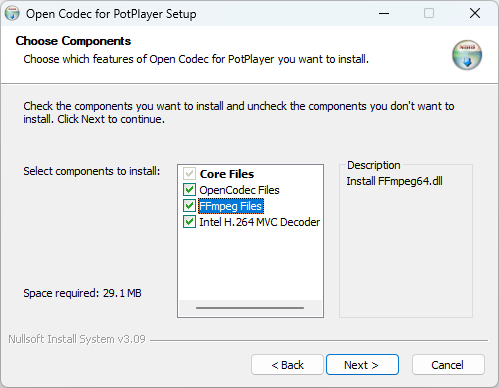 Open Codec for PotPlayer Setup
Choose Components
Choose which features of Open Codec for PotPlayer you want to install.
Check the components you want to install and uncheck the components you don't want to
install. Click Next to continue.
Select components to install:
Core Files
OpenCodec Files
FFmpeg Files
Intel H.264 MVC Decoder
Description
Install FFmpeg64.dll
Space required: 29.1 MB
Nullsoft Install System v3.09
< Back
Next >
Cancel